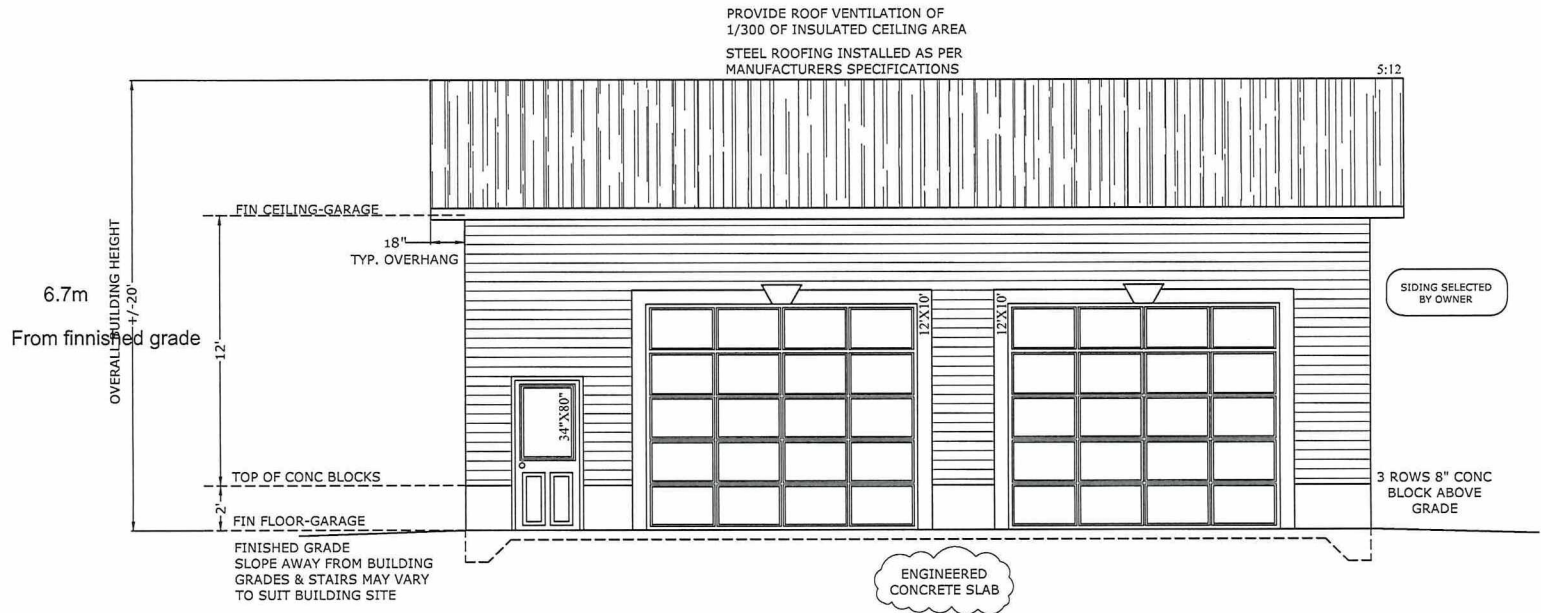 PROVIDE ROOF VENTILATION OF
1/300 OF INSULATED CEILING AREA
STEEL ROOFING INSTALLED AS PER
MANUFACTURERS SPECIFICATIONS
5:12
FIN CEILING-GARAGE
18"
TYP. OVERHANG
OVERALL BUILDING HEIGHT
+/-20'
6.7m
From finnished grade
12'
12'X10'
12'X10'
SIDING SELECTED
BY OWNER
34"X80"
TOP OF CONC BLOCKS
2'
FIN FLOOR-GARAGE
3 ROWS 8" CONC
BLOCK ABOVE
GRADE
FINISHED GRADE
SLOPE AWAY FROM BUILDING
GRADES & STAIRS MAY VARY
TO SUIT BUILDING SITE
ENGINEERED
CONCRETE SLAB